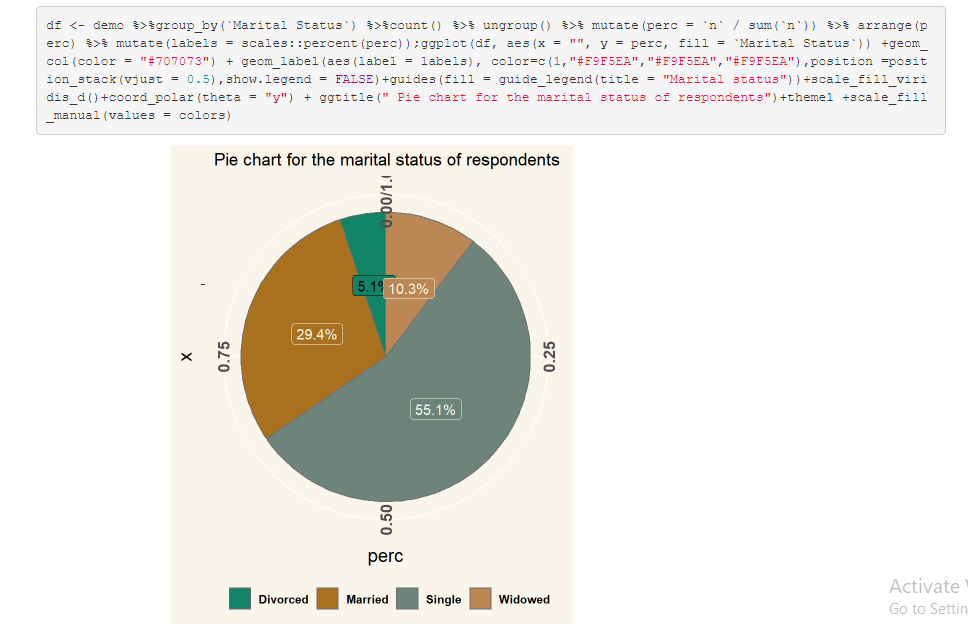 df <- demo %>%group_by(`Marital Status`) %>%count() %>% ungroup() %>% mutate(perc = `n` / sum(`n`)) %>% arrange(p
erc) %>% mutate(labels = scales::percent(perc));ggplot(df, aes(x = "", y = perc, fill = `Marital Status`)) +geom_
col(color = "#707073") + geom_label(aes(label = labels), color=c(1,"#F9F5EA","#F9F5EA","#F9F5EA"),position =posit
ion_stack(vjust = 0.5),show.legend = FALSE)+guides(fill = guide_legend(title = "Marital status"))+scale_fill_viri
dis_d()+coord_polar(theta = "y") + ggtitle(" Pie chart for the marital status of respondents")+theme1 +scale_fill
_manual(values = colors)
Pie chart for the marital status of respondents
0.00/1.
5.1%
10.3%
29.4%
x
0.75
0.25
55.1%
0.50
perc
Divorced Married Single Widowed
Activate
Go to Settin